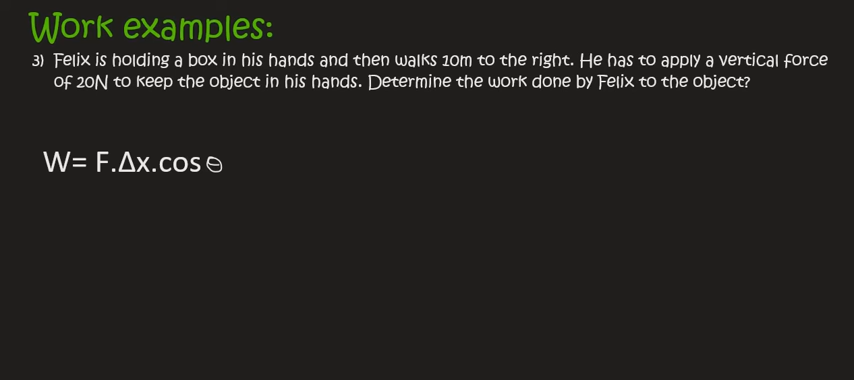 Work examples:
3) Felix is holding a box in his hands and then walks 10m to the right. He has to apply a vertical force
of 20N to keep the object in his hands. Determine the work done by Felix to the object?
W= F.Δx.cos Θ